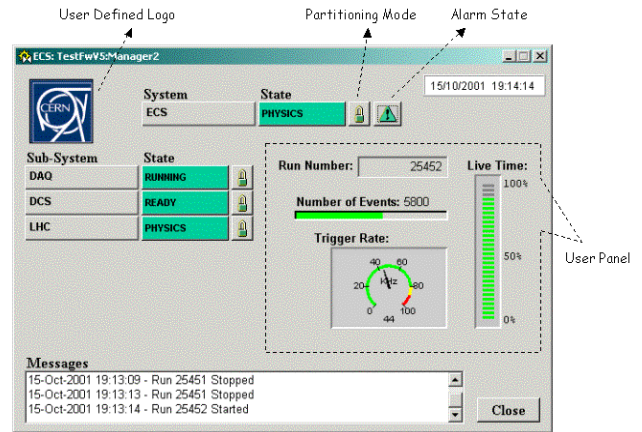 User Defined Logo
Partitioning Mode
Alarm State
ECS: TestFwV5:Manager2
15/10/2001 19:14:14
CERN
System State
ECS PHYSICS
Sub-System State
DAQ RUNNING
DCS READY
LHC PHYSICS
Run Number: 25452
Live Time:
100%
50%
0%
Number of Events: 5800
Trigger Rate:
40 60
KHz
20 80
0 100
44
User Panel
Messages
15-Oct-2001 19:13:09 - Run 25451 Stopped
15-Oct-2001 19:13:13 - Run 25451 Stopped
15-Oct-2001 19:13:14 - Run 25452 Started
Close